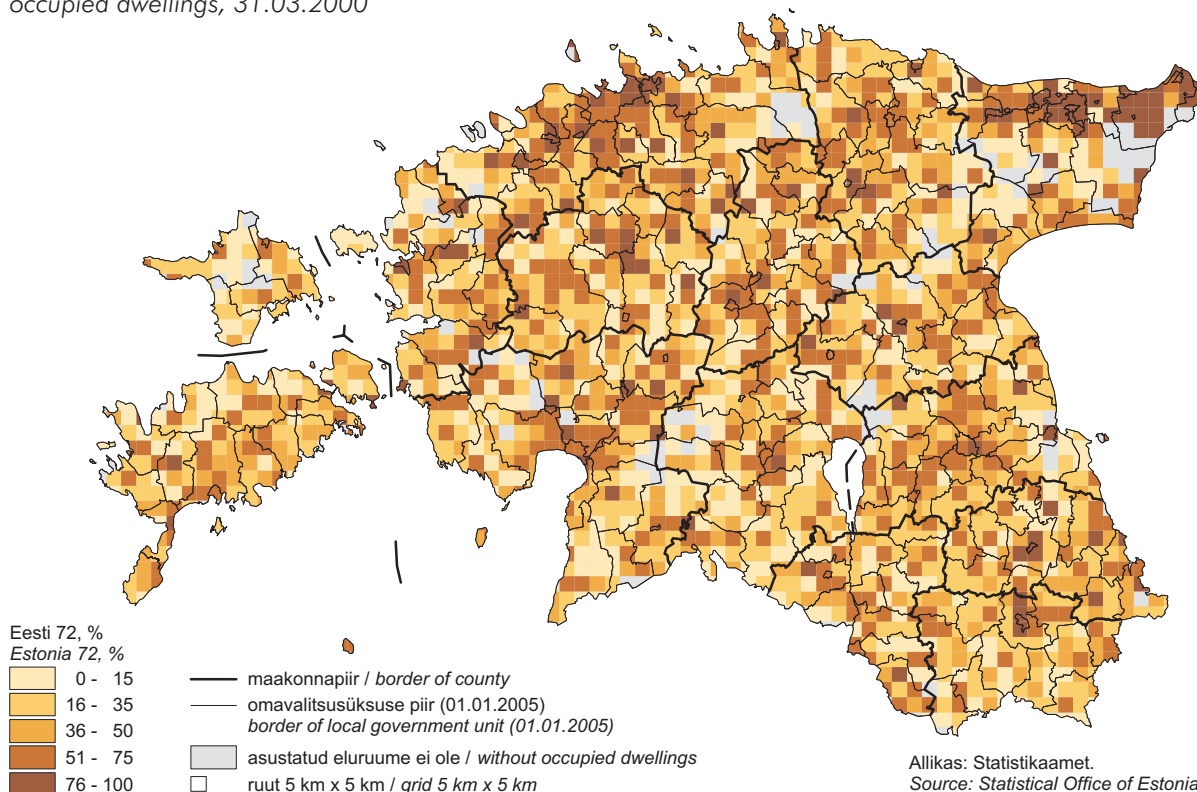 occupied dwellings, 31.03.2000
Eesti 72, %
Estonia 72, %
0 - 15
16 - 35
36 - 50
51 - 75
76 - 100
maakonnapiir / border of county
omavalitsusüksuse piir (01.01.2005)
border of local government unit (01.01.2005)
asustatud eluruume ei ole / without occupied dwellings
ruut 5 km x 5 km / grid 5 km x 5 km
Allikas: Statistikaamet.
Source: Statistical Office of Estonia